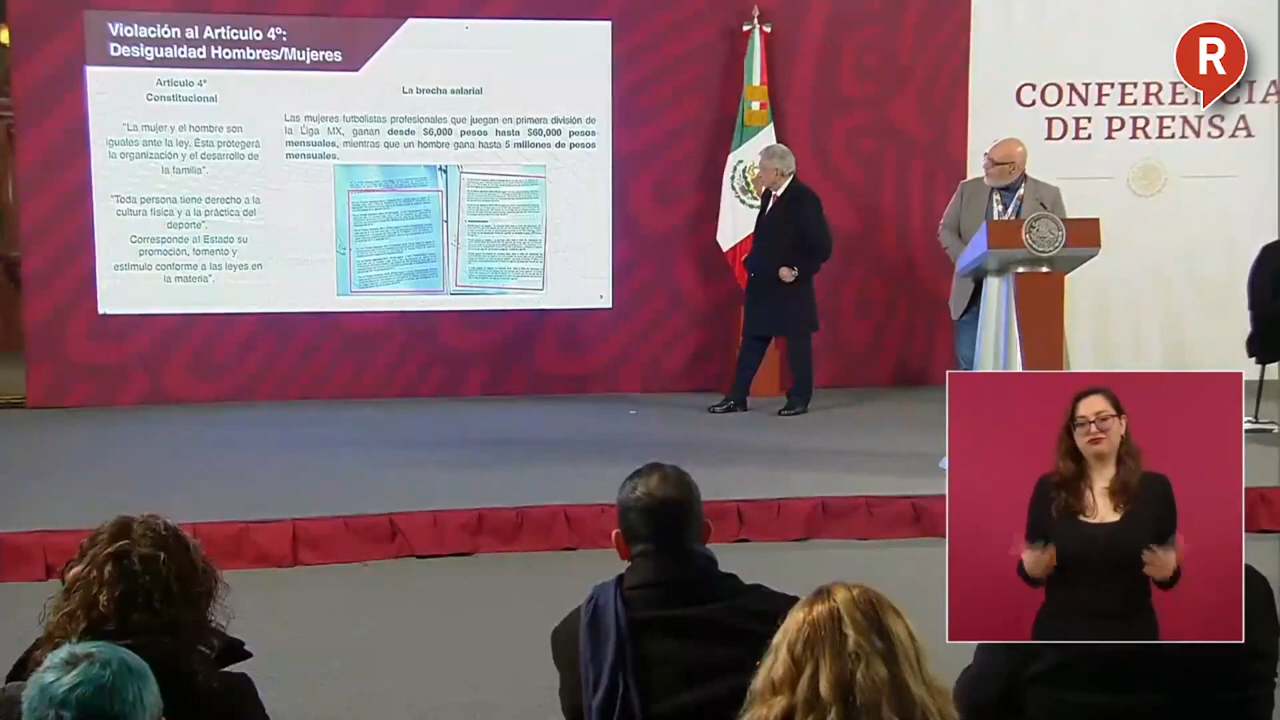 Violación al Artículo 4º:
Desigualdad Hombres/Mujeres
Artículo 4º
Constitucional
"La mujer y el hombre son
iguales ante la ley. Esta protegerá
la organización y el desarrollo de
la familia".
"Toda persona tiene derecho a la
cultura física y a la práctica del
deporte".
Corresponde al Estado su
promoción, fomento y
estímulo conforme a las leyes en
la materia".
La brecha salarial
Las mujeres futbolistas profesionales que juegan en primera división de
la Liga MX, ganan desde $6,000 pesos hasta $60,000 pesos
mensuales, mientras que un hombre gana hasta 5 millones de pesos
mensuales.
R
CONFERENCIA
DE PRENSA